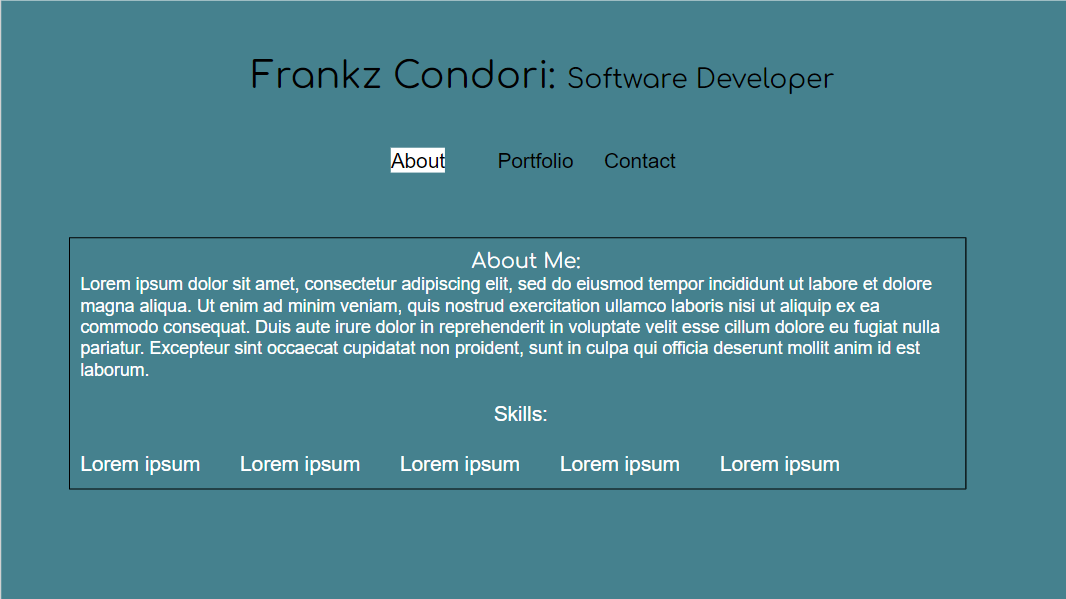 Frankz Condori: Software Developer
About Portfolio Contact
About Me:
Lorem ipsum dolor sit amet, consectetur adipiscing elit, sed do eiusmod tempor incididunt ut labore et dolore
magna aliqua. Ut enim ad minim veniam, quis nostrud exercitation ullamco laboris nisi ut aliquip ex ea
commodo consequat. Duis aute irure dolor in reprehenderit in voluptate velit esse cillum dolore eu fugiat nulla
pariatur. Excepteur sint occaecat cupidatat non proident, sunt in culpa qui officia deserunt mollit anim id est
laborum.
Skills:
Lorem ipsum Lorem ipsum Lorem ipsum Lorem ipsum Lorem ipsum